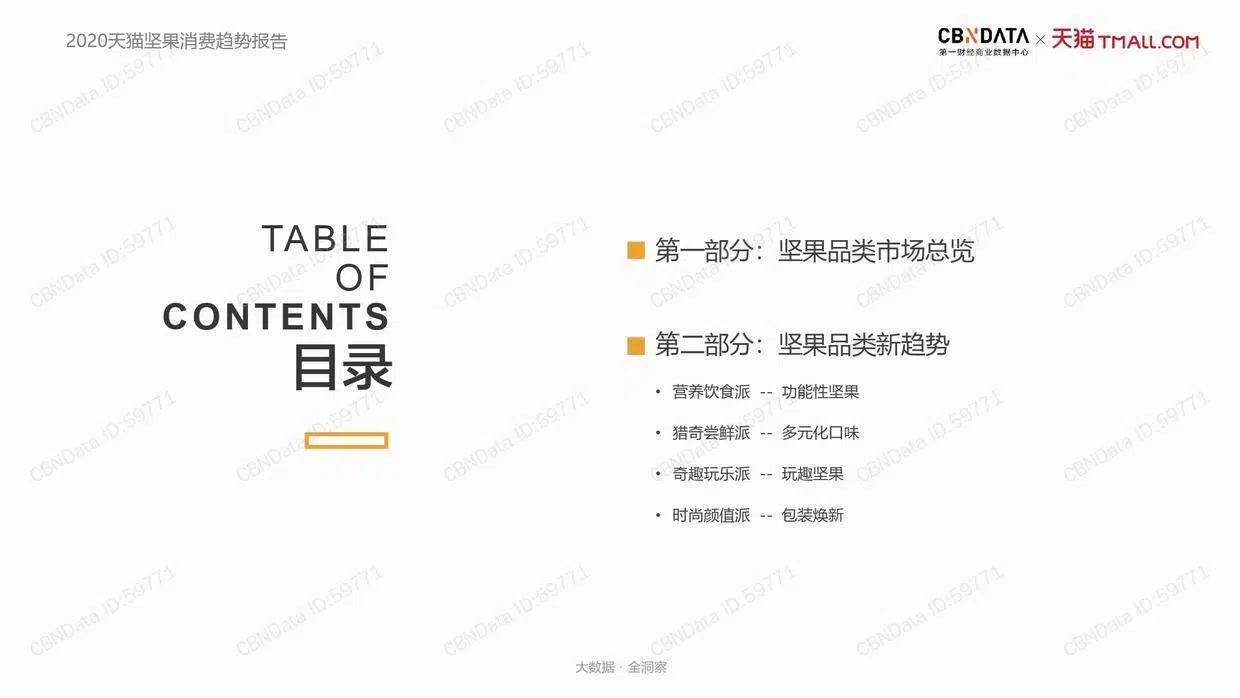 2020天猫坚果消费趋势报告
CBNDATA × 天猫 TMALL.COM
第一财经商业数据中心
TABLE
OF
CONTENTS
目录
第一部分：坚果品类市场总览
第二部分：坚果品类新趋势
• 营养饮食派 -- 功能性坚果
• 猎奇尝鲜派 -- 多元化口味
• 奇趣玩乐派 -- 玩趣坚果
• 时尚颜值派 -- 包装焕新
大数据 · 全洞察
CBNData ID:59771